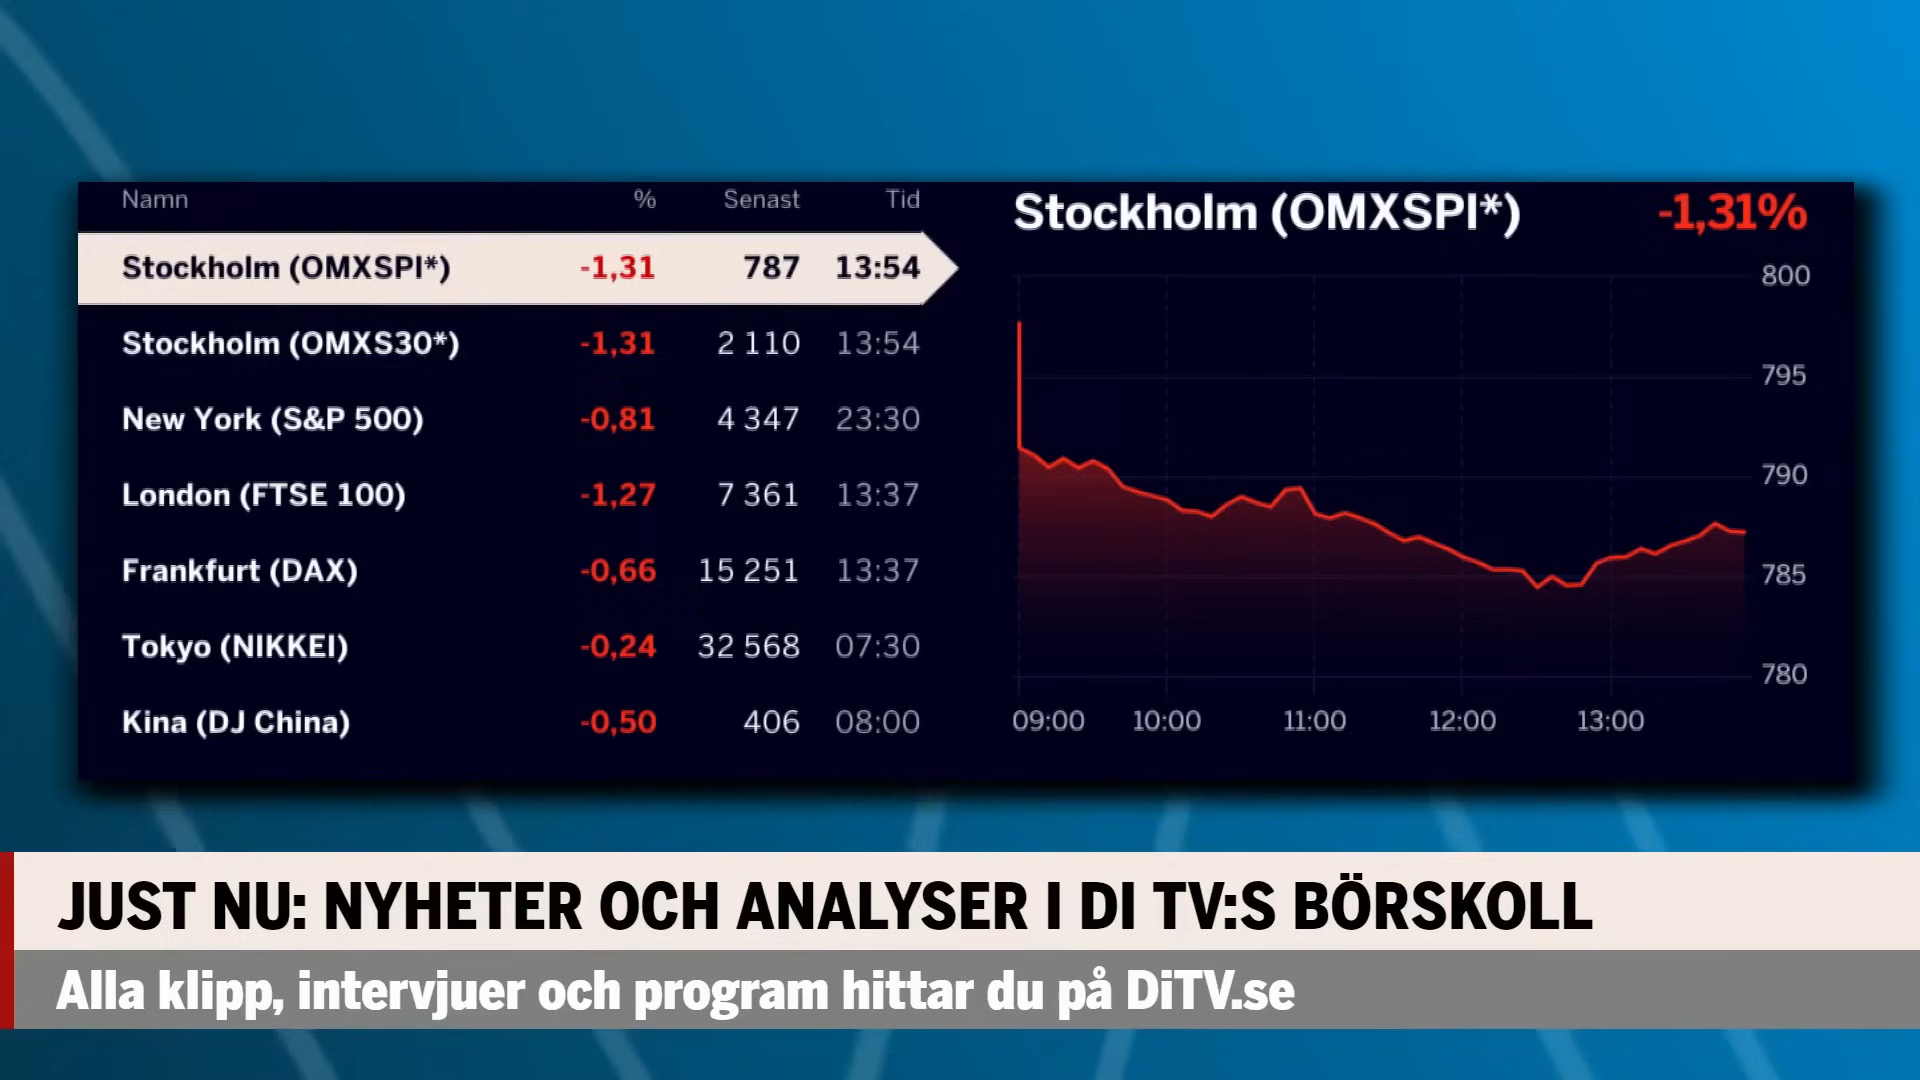 Namn % Senast Tid
Stockholm (OMXSPI*) -1,31 787 13:54
Stockholm (OMXS30*) -1,31 2 110 13:54
New York (S&P 500) -0,81 4 347 23:30
London (FTSE 100) -1,27 7 361 13:37
Frankfurt (DAX) -0,66 15 251 13:37
Tokyo (NIKKEI) -0,24 32 568 07:30
Kina (DJ China) -0,50 406 08:00
Stockholm (OMXSPI*) -1,31%
800
795
790
785
780
09:00 10:00 11:00 12:00 13:00
JUST NU: NYHETER OCH ANALYSER I DI TV:S BÖRSKOLL
Alla klipp, intervjuer och program hittar du på DiTV.se